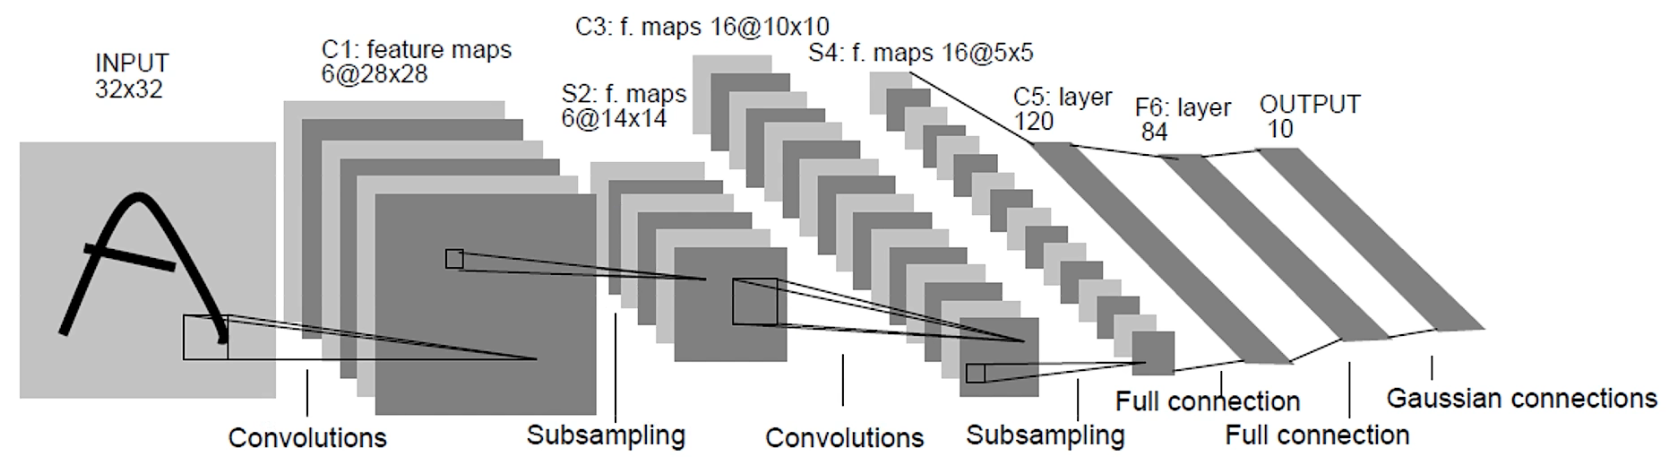 INPUT
32x32
C1: feature maps
6@28x28
S2: f. maps
6@14x14
C3: f. maps 16@10x10
S4: f. maps 16@5x5
C5: layer
120
F6: layer
84
OUTPUT
10
Convolutions
Subsampling
Convolutions
Subsampling
Full connection
Full connection
Gaussian connections